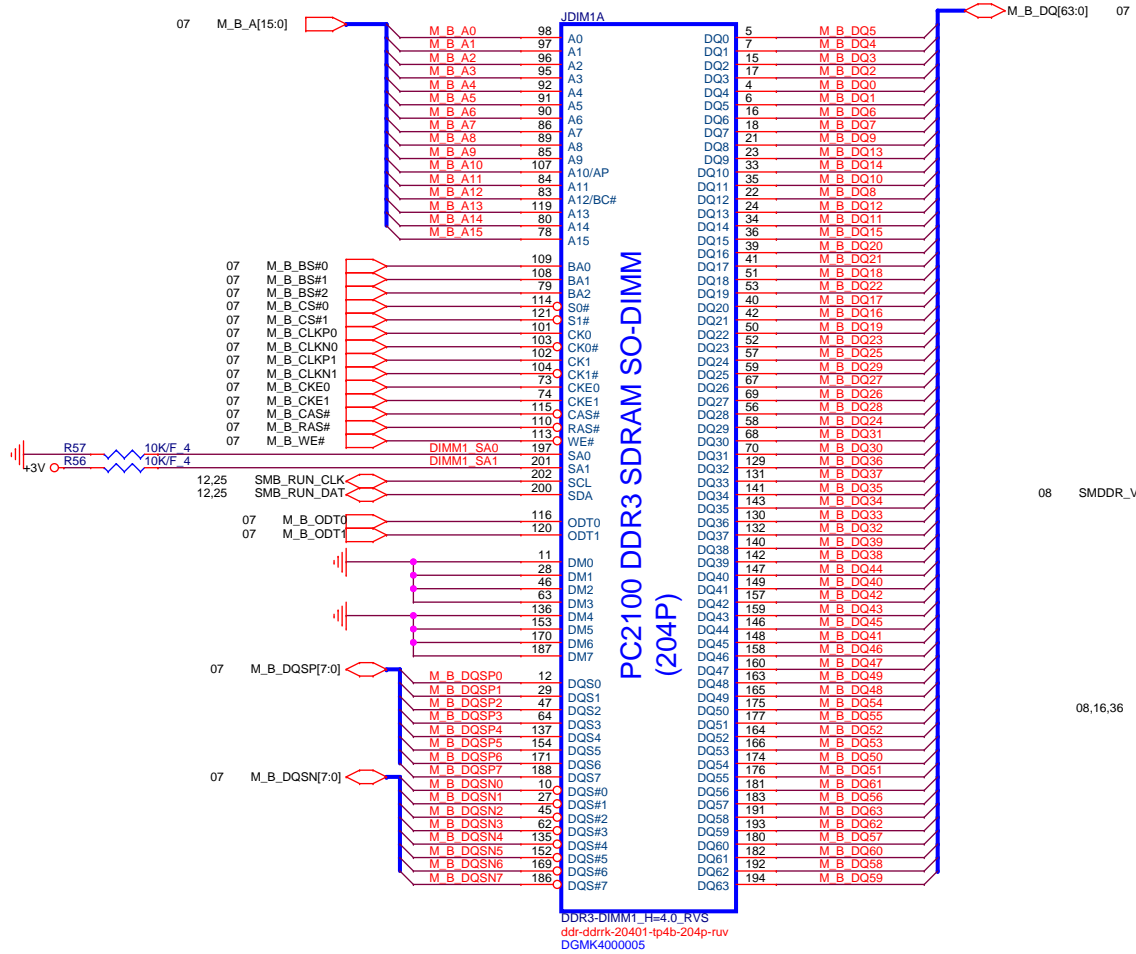 07 M_B_A[15:0]
JDIM1A
M_B_DQ[63:0] 07
M_B_A0 98 A0
M_B_A1 97 A1
M_B_A2 96 A2
M_B_A3 95 A3
M_B_A4 92 A4
M_B_A5 91 A5
M_B_A6 90 A6
M_B_A7 86 A7
M_B_A8 89 A8
M_B_A9 85 A9
M_B_A10 107 A10/AP
M_B_A11 84 A11
M_B_A12 83 A12/BC#
M_B_A13 119 A13
M_B_A14 80 A14
M_B_A15 78 A15
07 M_B_BS#0 109 BA0
07 M_B_BS#1 108 BA1
07 M_B_BS#2 79 BA2
07 M_B_CS#0 114 S0#
07 M_B_CS#1 121 S1#
07 M_B_CLKP0 101 CK0
07 M_B_CLKN0 103 CK0#
07 M_B_CLKP1 102 CK1
07 M_B_CLKN1 104 CK1#
07 M_B_CKE0 73 CKE0
07 M_B_CKE1 74 CKE1
07 M_B_CAS# 115 CAS#
07 M_B_RAS# 110 RAS#
07 M_B_WE# 113 WE#
R57 10K/F_4 DIMM1_SA0 197 SA0
+3V R56 10K/F_4 DIMM1_SA1 201 SA1
12,25 SMB_RUN_CLK 202 SCL
12,25 SMB_RUN_DAT 200 SDA
07 M_B_ODT0 116 ODT0
07 M_B_ODT1 120 ODT1
11 DM0
28 DM1
46 DM2
63 DM3
136 DM4
153 DM5
170 DM6
187 DM7
07 M_B_DQSP[7:0]
M_B_DQSP0 12 DQS0
M_B_DQSP1 29 DQS1
M_B_DQSP2 47 DQS2
M_B_DQSP3 64 DQS3
M_B_DQSP4 137 DQS4
M_B_DQSP5 154 DQS5
M_B_DQSP6 171 DQS6
M_B_DQSP7 188 DQS7
07 M_B_DQSN[7:0]
M_B_DQSN0 10 DQS#0
M_B_DQSN1 27 DQS#1
M_B_DQSN2 45 DQS#2
M_B_DQSN3 62 DQS#3
M_B_DQSN4 135 DQS#4
M_B_DQSN5 152 DQS#5
M_B_DQSN6 169 DQS#6
M_B_DQSN7 186 DQS#7
PC2100 DDR3 SDRAM SO-DIMM
(204P)
DQ0 5 M_B_DQ5
DQ1 7 M_B_DQ4
DQ2 15 M_B_DQ3
DQ3 17 M_B_DQ2
DQ4 4 M_B_DQ0
DQ5 6 M_B_DQ1
DQ6 16 M_B_DQ6
DQ7 18 M_B_DQ7
DQ8 21 M_B_DQ9
DQ9 23 M_B_DQ13
DQ10 33 M_B_DQ14
DQ11 35 M_B_DQ10
DQ12 22 M_B_DQ8
DQ13 24 M_B_DQ12
DQ14 34 M_B_DQ11
DQ15 36 M_B_DQ15
DQ16 39 M_B_DQ20
DQ17 41 M_B_DQ21
DQ18 51 M_B_DQ18
DQ19 53 M_B_DQ22
DQ20 40 M_B_DQ17
DQ21 42 M_B_DQ16
DQ22 50 M_B_DQ19
DQ23 52 M_B_DQ23
DQ24 57 M_B_DQ25
DQ25 59 M_B_DQ29
DQ26 67 M_B_DQ27
DQ27 69 M_B_DQ26
DQ28 56 M_B_DQ28
DQ29 58 M_B_DQ24
DQ30 68 M_B_DQ31
DQ31 70 M_B_DQ30
DQ32 129 M_B_DQ36
DQ33 131 M_B_DQ37
DQ34 141 M_B_DQ34
DQ35 143 M_B_DQ35
DQ36 130 M_B_DQ33
DQ37 132 M_B_DQ32
DQ38 140 M_B_DQ39
DQ39 142 M_B_DQ38
DQ40 147 M_B_DQ44
DQ41 149 M_B_DQ40
DQ42 157 M_B_DQ42
DQ43 159 M_B_DQ43
DQ44 146 M_B_DQ45
DQ45 148 M_B_DQ41
DQ46 158 M_B_DQ46
DQ47 160 M_B_DQ47
DQ48 163 M_B_DQ49
DQ49 165 M_B_DQ48
DQ50 175 M_B_DQ54
DQ51 177 M_B_DQ55
DQ52 164 M_B_DQ52
DQ53 166 M_B_DQ53
DQ54 174 M_B_DQ50
DQ55 176 M_B_DQ51
DQ56 181 M_B_DQ61
DQ57 183 M_B_DQ56
DQ58 191 M_B_DQ63
DQ59 193 M_B_DQ62
DQ60 180 M_B_DQ57
DQ61 182 M_B_DQ60
DQ62 192 M_B_DQ58
DQ63 194 M_B_DQ59
08 SMDDR_V
08,16,36
DDR3-DIMM1_H=4.0_RVS
ddr-ddrrk-20401-tp4b-204p-ruv
DGMK4000005